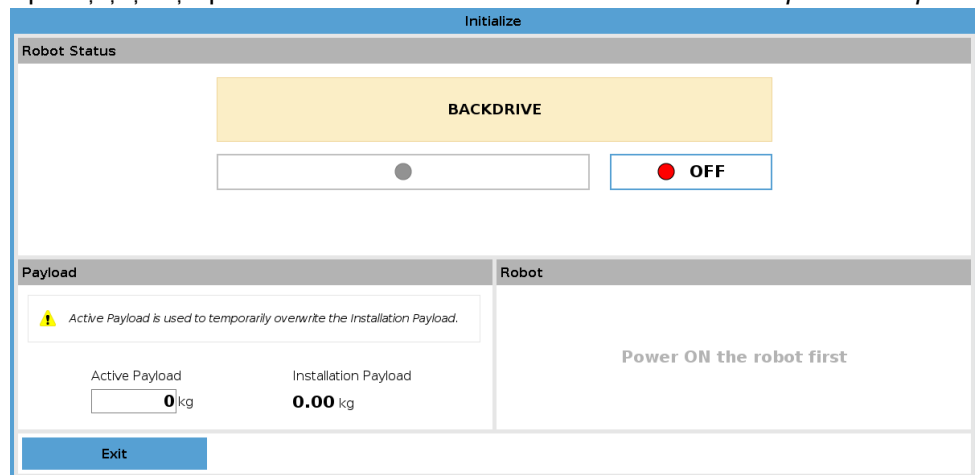 Initialize
Robot Status
BACKDRIVE
OFF
Payload
Robot
Active Payload is used to temporarily overwrite the Installation Payload.
Power ON the robot first
Active Payload
Installation Payload
0 kg
0.00 kg
Exit